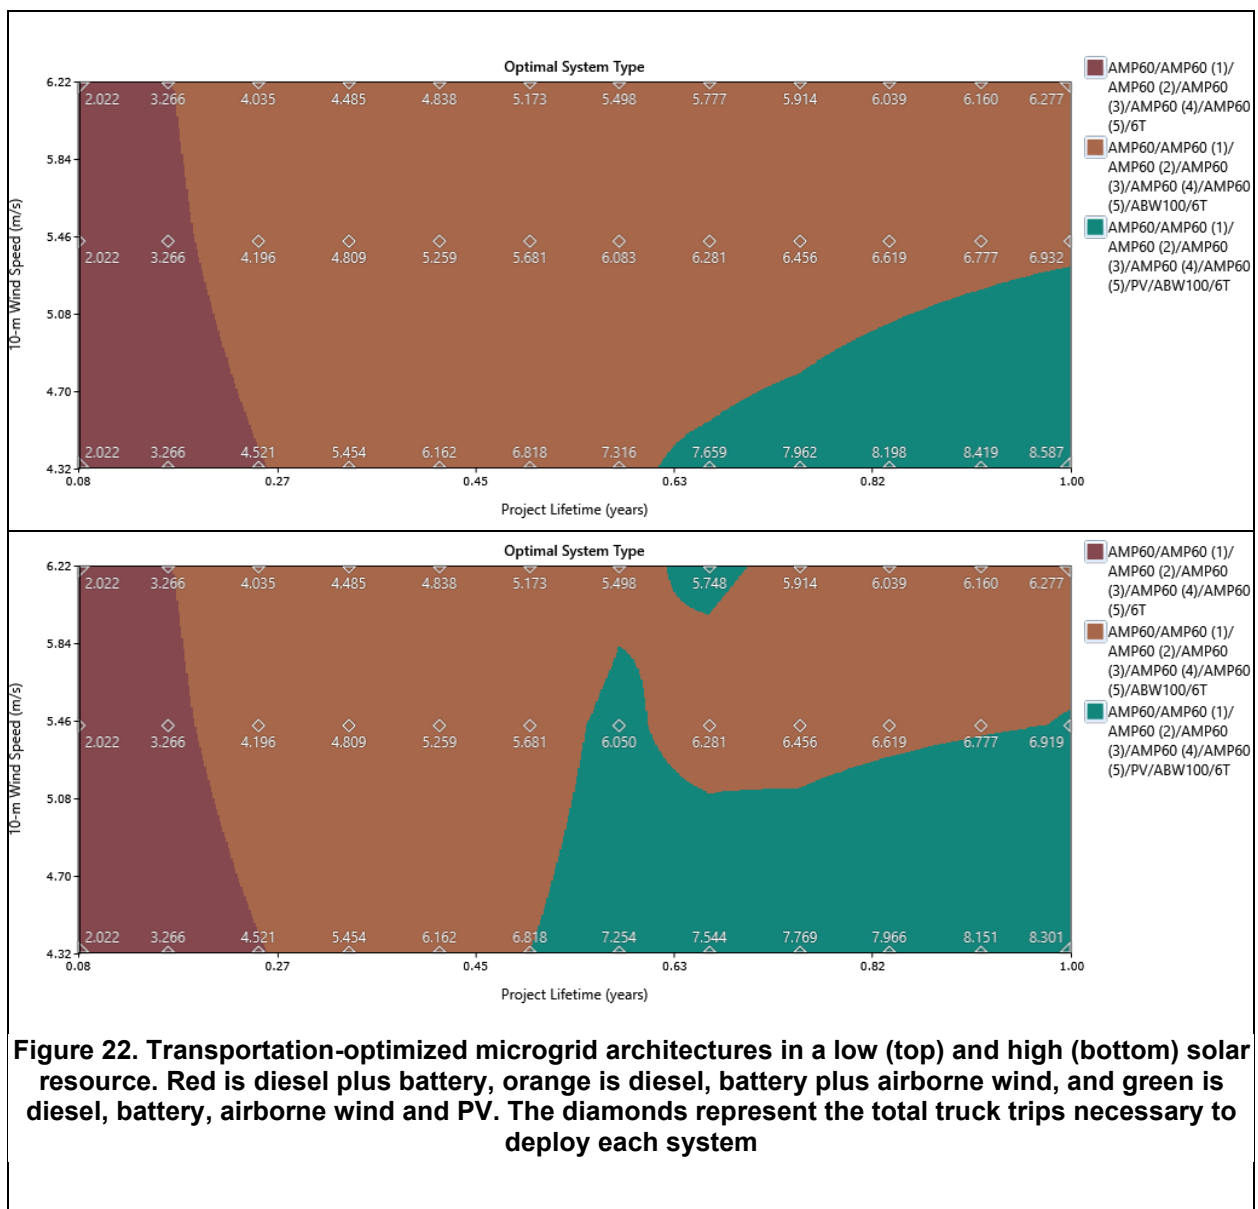 Optimal System Type
6.22
2.022 3.266 4.035 4.485 4.838 5.173 5.498 5.777 5.914 6.039 6.160 6.277
5.84
5.46
2.022 3.266 4.196 4.809 5.259 5.681 6.083 6.281 6.456 6.619 6.777 6.932
5.08
4.70
2.022 3.266 4.521 5.454 6.162 6.818 7.316 7.659 7.962 8.198 8.419 8.587
4.32
10-m Wind Speed (m/s)
0.08 0.27 0.45 0.63 0.82 1.00
Project Lifetime (years)
AMP60/AMP60 (1)/
AMP60 (2)/AMP60
(3)/AMP60 (4)/AMP60
(5)/6T
AMP60/AMP60 (1)/
AMP60 (2)/AMP60
(3)/AMP60 (4)/AMP60
(5)/ABW100/6T
AMP60/AMP60 (1)/
AMP60 (2)/AMP60
(3)/AMP60 (4)/AMP60
(5)/PV/ABW100/6T
Optimal System Type
6.22
2.022 3.266 4.035 4.485 4.838 5.173 5.498 5.748 5.914 6.039 6.160 6.277
5.84
5.46
2.022 3.266 4.196 4.809 5.259 5.681 6.050 6.281 6.456 6.619 6.777 6.919
5.08
4.70
2.022 3.266 4.521 5.454 6.162 6.818 7.254 7.544 7.769 7.966 8.151 8.301
4.32
10-m Wind Speed (m/s)
0.08 0.27 0.45 0.63 0.82 1.00
Project Lifetime (years)
AMP60/AMP60 (1)/
AMP60 (2)/AMP60
(3)/AMP60 (4)/AMP60
(5)/6T
AMP60/AMP60 (1)/
AMP60 (2)/AMP60
(3)/AMP60 (4)/AMP60
(5)/ABW100/6T
AMP60/AMP60 (1)/
AMP60 (2)/AMP60
(3)/AMP60 (4)/AMP60
(5)/PV/ABW100/6T
Figure 22. Transportation-optimized microgrid architectures in a low (top) and high (bottom) solar
resource. Red is diesel plus battery, orange is diesel, battery plus airborne wind, and green is
diesel, battery, airborne wind and PV. The diamonds represent the total truck trips necessary to
deploy each system